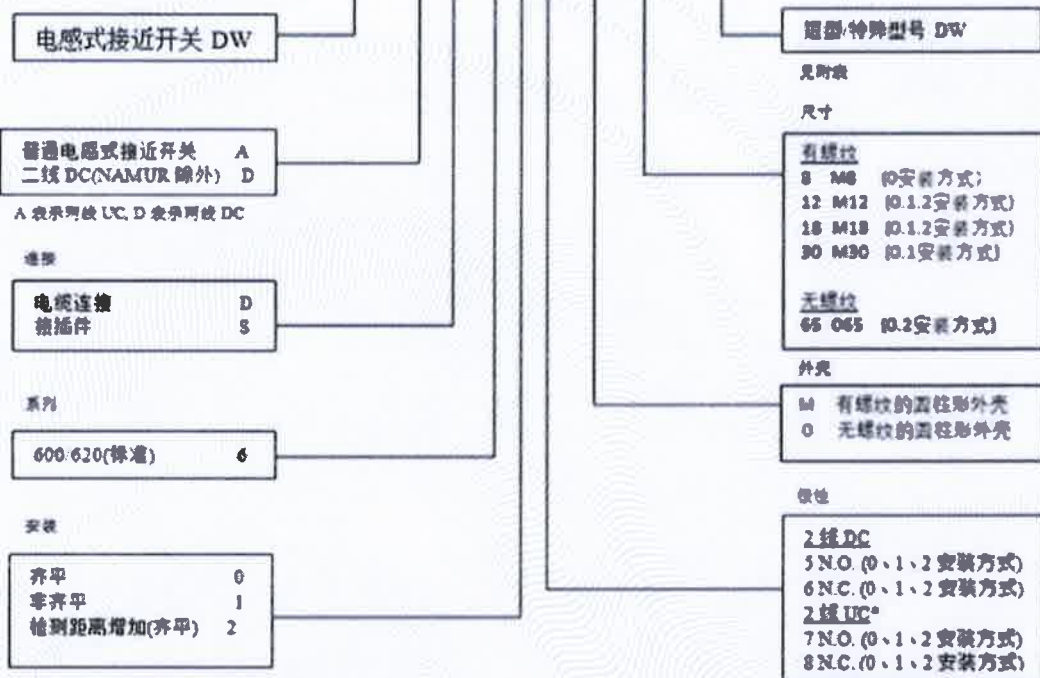 电感式接近开关 DW
普通电感式接近开关 A
二线 DC(NAMUR 除外) D
A 表示两线 UC, D 表示两线 DC
连接
电缆连接 D
接插件 S
系列
600/620(标准) 6
安装
齐平 0
非齐平 1
检测距离增加(齐平) 2
短型/特殊型号 DW
见附表
尺寸
有螺纹
8 M8 (0安装方式)
12 M12 (0.1.2安装方式)
18 M18 (0.1.2安装方式)
30 M30 (0.1安装方式)
无螺纹
65 065 (0.2安装方式)
外壳
M 有螺纹的圆柱形外壳
O 无螺纹的圆柱形外壳
极性
2 线 DC
5 N.O. (0、1、2 安装方式)
6 N.C. (0、1、2 安装方式)
2 线 UC*
7 N.O. (0、1、2 安装方式)
8 N.C. (0、1、2 安装方式)